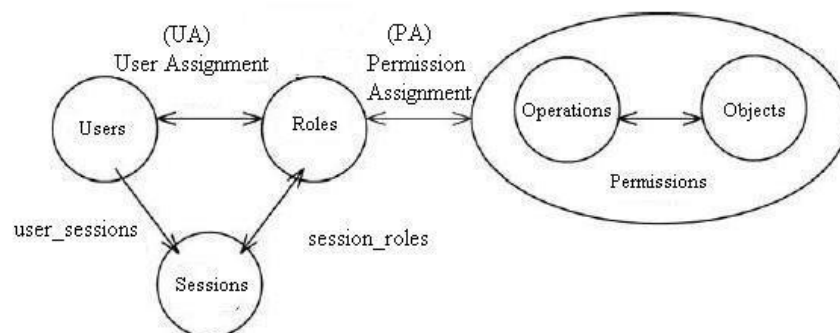 (UA)
User Assignment
(PA)
Permission
Assignment
Users
Roles
Operations
Objects
Permissions
user_sessions
session_roles
Sessions